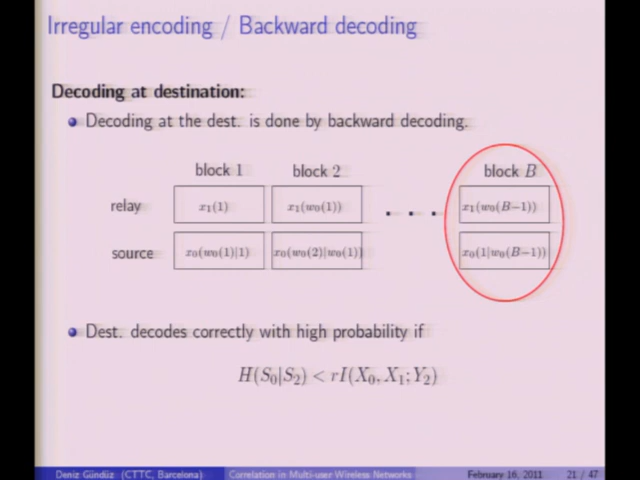 Irregular encoding / Backward decoding
Decoding at destination:
Decoding at the dest. is done by backward decoding.
block 1 block 2 block B
relay x₁(1) x₁(w₀(1)) . . . x₁(w₀(B−1))
source x₀(w₀(1)|1) x₀(w₀(2)|w₀(1)) x₀(1|w₀(B−1))
Dest. decodes correctly with high probability if
H(S₀|S₂) < rI(X₀, X₁; Y₂)
Deniz Gündüz (CTTC, Barcelona) Correlation in Multi-user Wireless Networks February 16, 2011 21 / 47